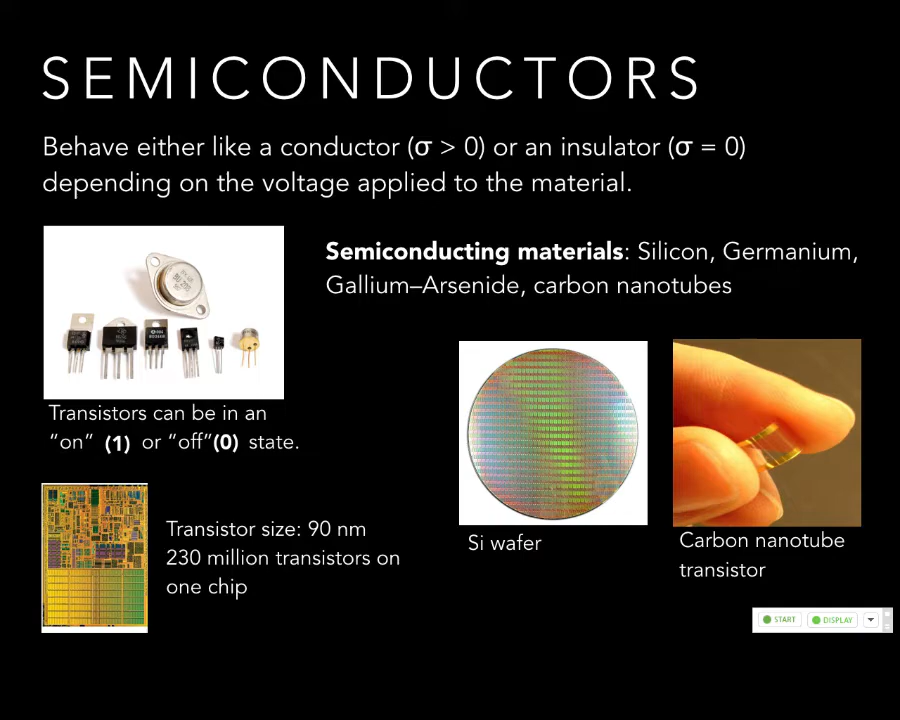 SEMICONDUCTORS
Behave either like a conductor (σ > 0) or an insulator (σ = 0)
depending on the voltage applied to the material.
Semiconducting materials: Silicon, Germanium,
Gallium–Arsenide, carbon nanotubes
Transistors can be in an
“on” (1) or “off”(0) state.
Transistor size: 90 nm
230 million transistors on
one chip
Si wafer
Carbon nanotube
transistor
START DISPLAY